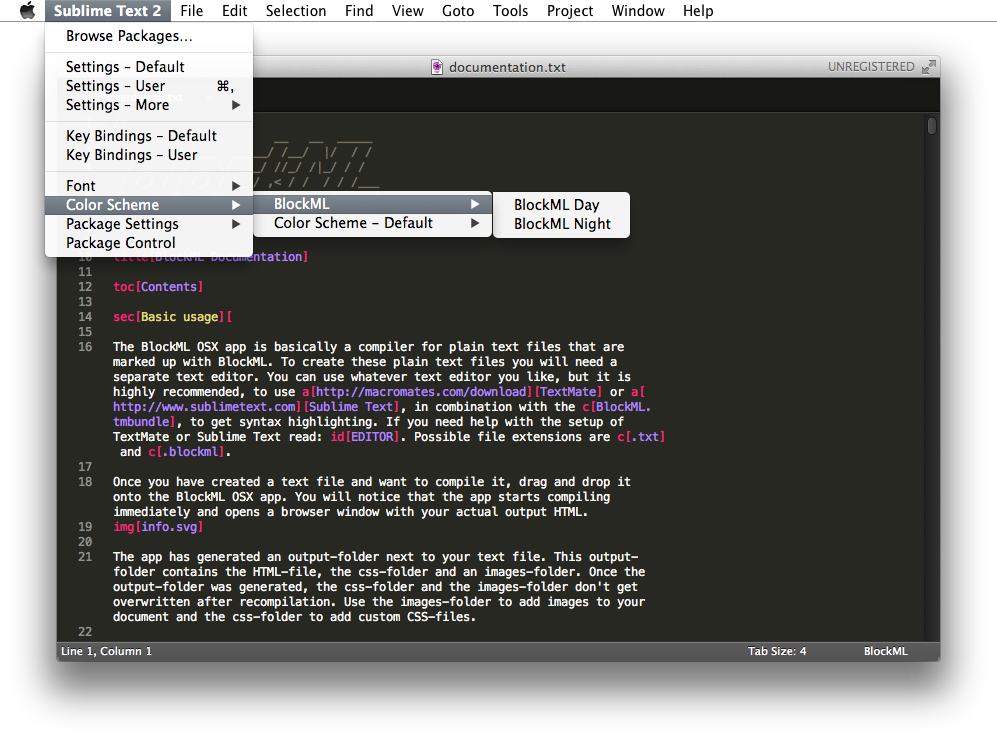 Sublime Text 2 File Edit Selection Find View Goto Tools Project Window Help
Browse Packages…
Settings – Default
Settings – User ⌘,
Settings – More
Key Bindings – Default
Key Bindings – User
Font
Color Scheme
Package Settings
Package Control
BlockML
Color Scheme – Default
BlockML Day
BlockML Night
documentation.txt
UNREGISTERED
10 title[BlockML Documentation]
11
12 toc[Contents]
13
14 sec[Basic usage][
15
16 The BlockML OSX app is basically a compiler for plain text files that are
marked up with BlockML. To create these plain text files you will need a
separate text editor. You can use whatever text editor you like, but it is
highly recommended, to use a[http://macromates.com/download][TextMate] or a[
http://www.sublimetext.com][Sublime Text], in combination with the c[BlockML.
tmbundle], to get syntax highlighting. If you need help with the setup of
TextMate or Sublime Text read: id[EDITOR]. Possible file extensions are c[.txt]
and c[.blockml].
17
18 Once you have created a text file and want to compile it, drag and drop it
onto the BlockML OSX app. You will notice that the app starts compiling
immediately and opens a browser window with your actual output HTML.
19 img[info.svg]
20
21 The app has generated an output-folder next to your text file. This output-
folder contains the HTML-file, the css-folder and an images-folder. Once the
output-folder was generated, the css-folder and the images-folder don't get
overwritten after recompilation. Use the images-folder to add images to your
document and the css-folder to add custom CSS-files.
22
Line 1, Column 1 Tab Size: 4 BlockML